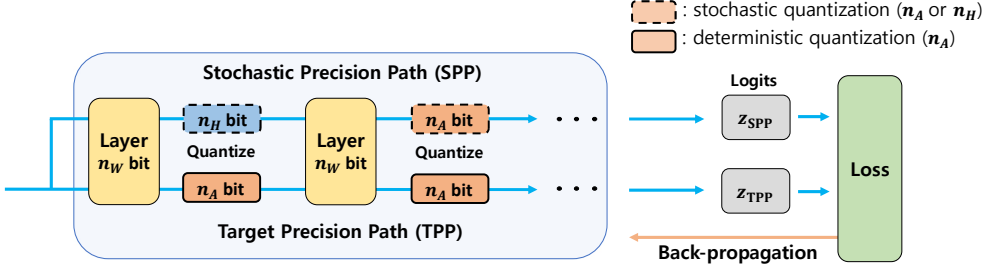 : stochastic quantization (n_A or n_H)
: deterministic quantization (n_A)
Stochastic Precision Path (SPP)
Logits
Layer
n_W bit
n_H bit
Layer
n_W bit
n_A bit
. . .
z_SPP
Quantize
Quantize
Loss
n_A bit
n_A bit
. . .
z_TPP
Target Precision Path (TPP)
Back-propagation